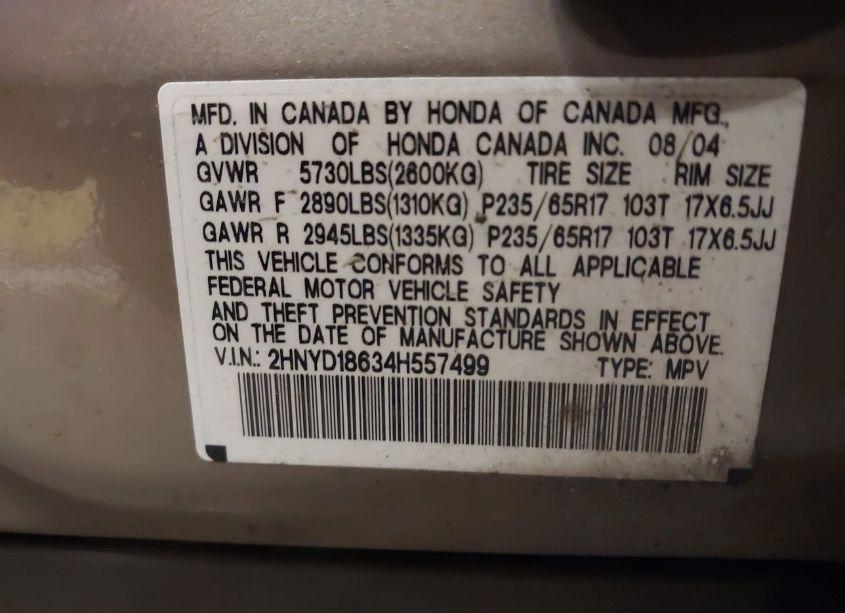 MFD. IN CANADA BY HONDA OF CANADA MFG.,
A DIVISION OF HONDA CANADA INC. 08/04
GVWR 5730LBS(2600KG) TIRE SIZE RIM SIZE
GAWR F 2890LBS(1310KG) P235/65R17 103T 17X6.5JJ
GAWR R 2945LBS(1335KG) P235/65R17 103T 17X6.5JJ
THIS VEHICLE CONFORMS TO ALL APPLICABLE
FEDERAL MOTOR VEHICLE SAFETY
AND THEFT PREVENTION STANDARDS IN EFFECT
ON THE DATE OF MANUFACTURE SHOWN ABOVE.
V.I.N.: 2HNYD18634H557499 TYPE: MPV